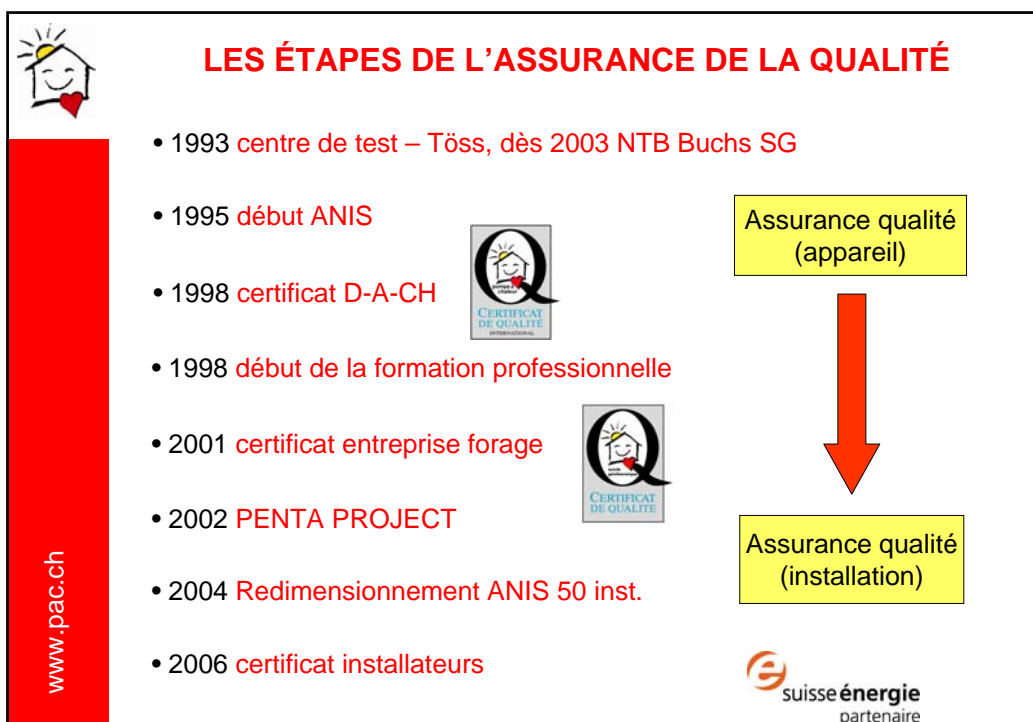 LES ÉTAPES DE L’ASSURANCE DE LA QUALITÉ
• 1993 centre de test – Töss, dès 2003 NTB Buchs SG
• 1995 début ANIS
• 1998 certificat D-A-CH
pompe à
chaleur
CERTIFICAT
DE QUALITÉ
INTERNATIONAL
• 1998 début de la formation professionnelle
• 2001 certificat entreprise forage
CERTIFICAT
DE QUALITÉ
• 2002 PENTA PROJECT
• 2004 Redimensionnement ANIS 50 inst.
• 2006 certificat installateurs
Assurance qualité
(appareil)
Assurance qualité
(installation)
www.pac.ch
suisseénergie
partenaire